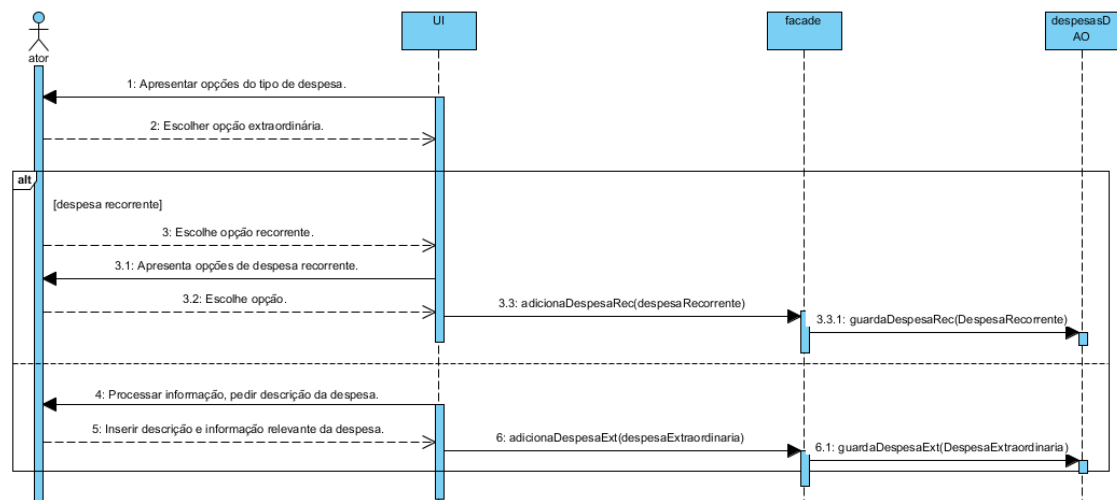 UI
facade
despesasD
AO
ator
1: Apresentar opções do tipo de despesa.
2: Escolher opção extraordinária.
alt
[despesa recorrente]
3: Escolhe opção recorrente.
3.1: Apresenta opções de despesa recorrente.
3.2: Escolhe opção.
3.3: adicionaDespesaRec(despesaRecorrente)
3.3.1: guardaDespesaRec(DespesaRecorrente)
4: Processar informação, pedir descrição da despesa.
5: Inserir descrição e informação relevante da despesa.
6: adicionaDespesaExt(despesaExtraordinaria)
6.1: guardaDespesaExt(DespesaExtraordinaria)